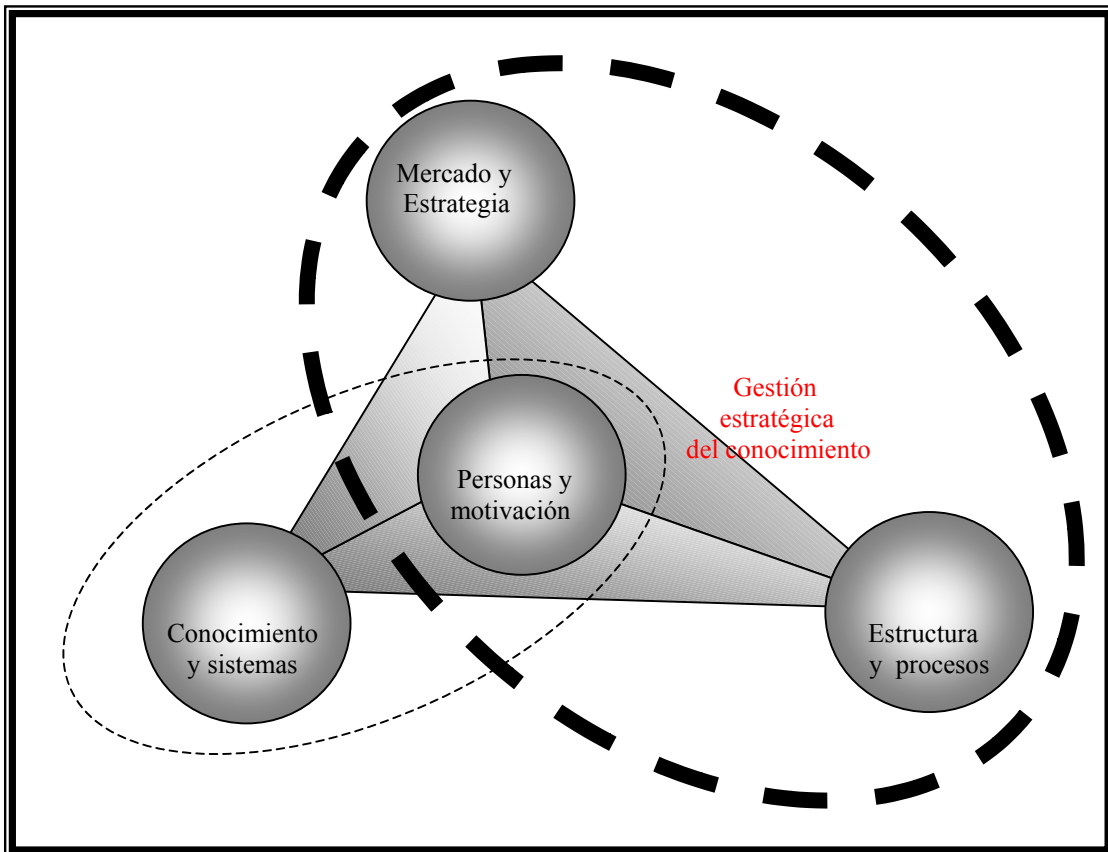 Mercado y
Estrategia
Gestión
estratégica
del conocimiento
Personas y
motivación
Conocimiento
y sistemas
Estructura
y procesos